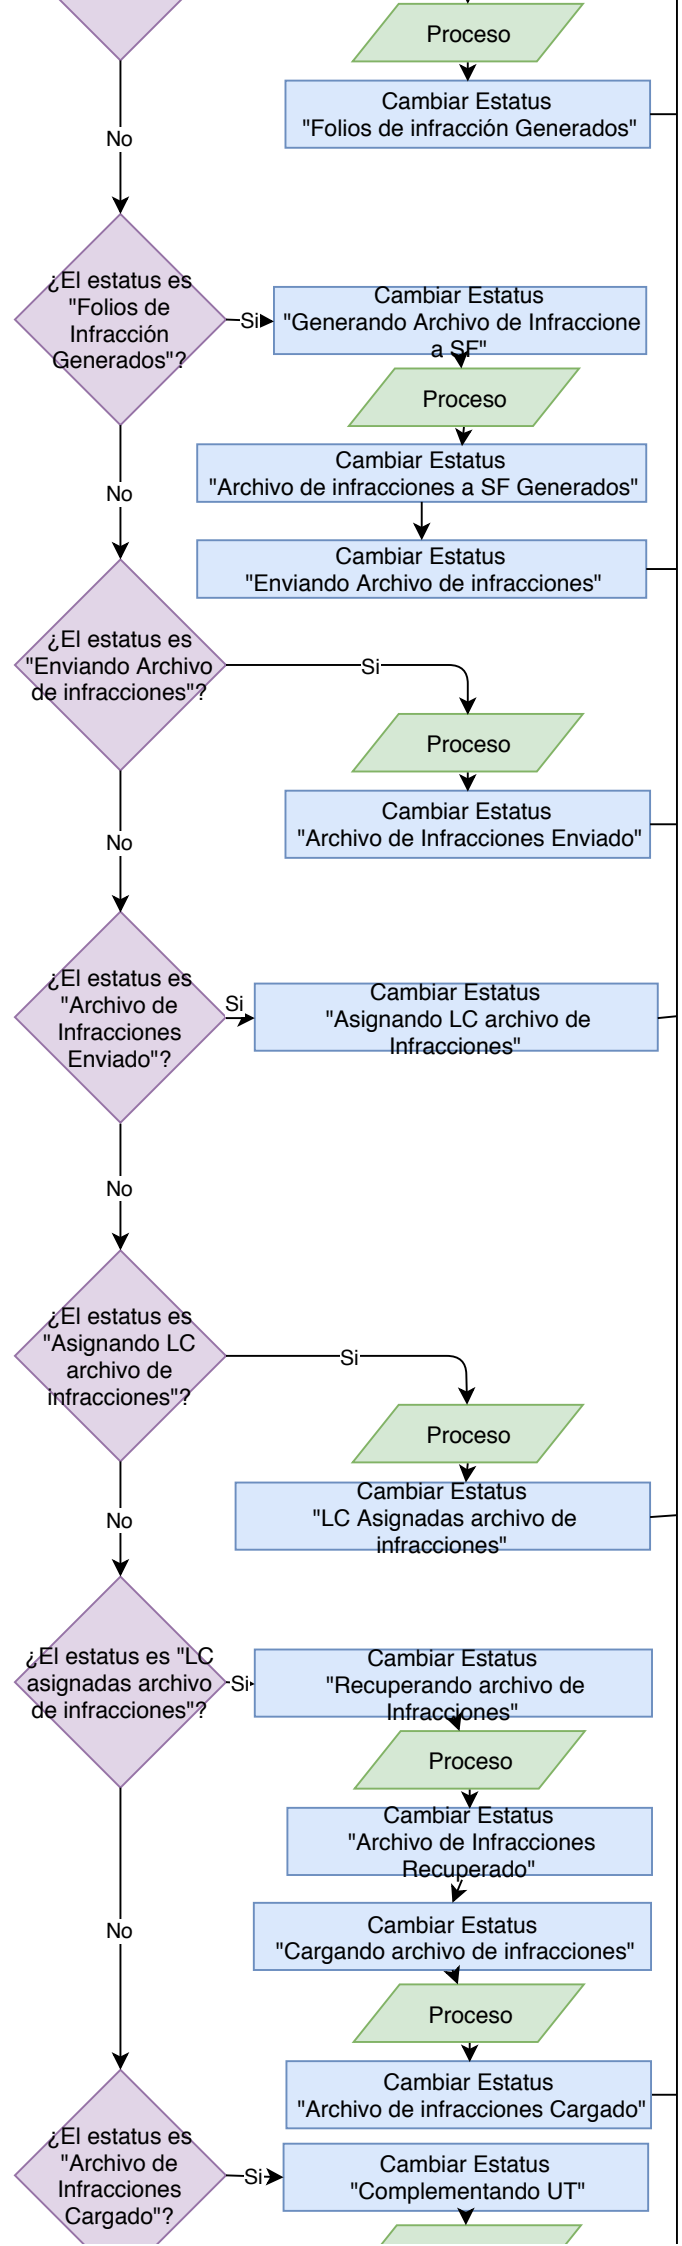 Proceso
Cambiar Estatus
"Folios de infracción Generados"
No
¿El estatus es
"Folios de
Infracción
Generados"?
Si
Cambiar Estatus
"Generando Archivo de Infraccione
a SF"
Proceso
Cambiar Estatus
"Archivo de infracciones a SF Generados"
No
Cambiar Estatus
"Enviando Archivo de infracciones"
¿El estatus es
"Enviando Archivo
de infracciones"?
Si
Proceso
Cambiar Estatus
"Archivo de Infracciones Enviado"
No
¿El estatus es
"Archivo de
Infracciones
Enviado"?
Si
Cambiar Estatus
"Asignando LC archivo de
Infracciones"
No
¿El estatus es
"Asignando LC
archivo de
infracciones"?
Si
Proceso
Cambiar Estatus
"LC Asignadas archivo de
infracciones"
No
¿El estatus es "LC
asignadas archivo
de infracciones"?
Si
Cambiar Estatus
"Recuperando archivo de
Infracciones"
Proceso
Cambiar Estatus
"Archivo de Infracciones
Recuperado"
No
Cambiar Estatus
"Cargando archivo de infracciones"
Proceso
Cambiar Estatus
"Archivo de infracciones Cargado"
¿El estatus es
"Archivo de
Infracciones
Cargado"?
Si
Cambiar Estatus
"Complementando UT"